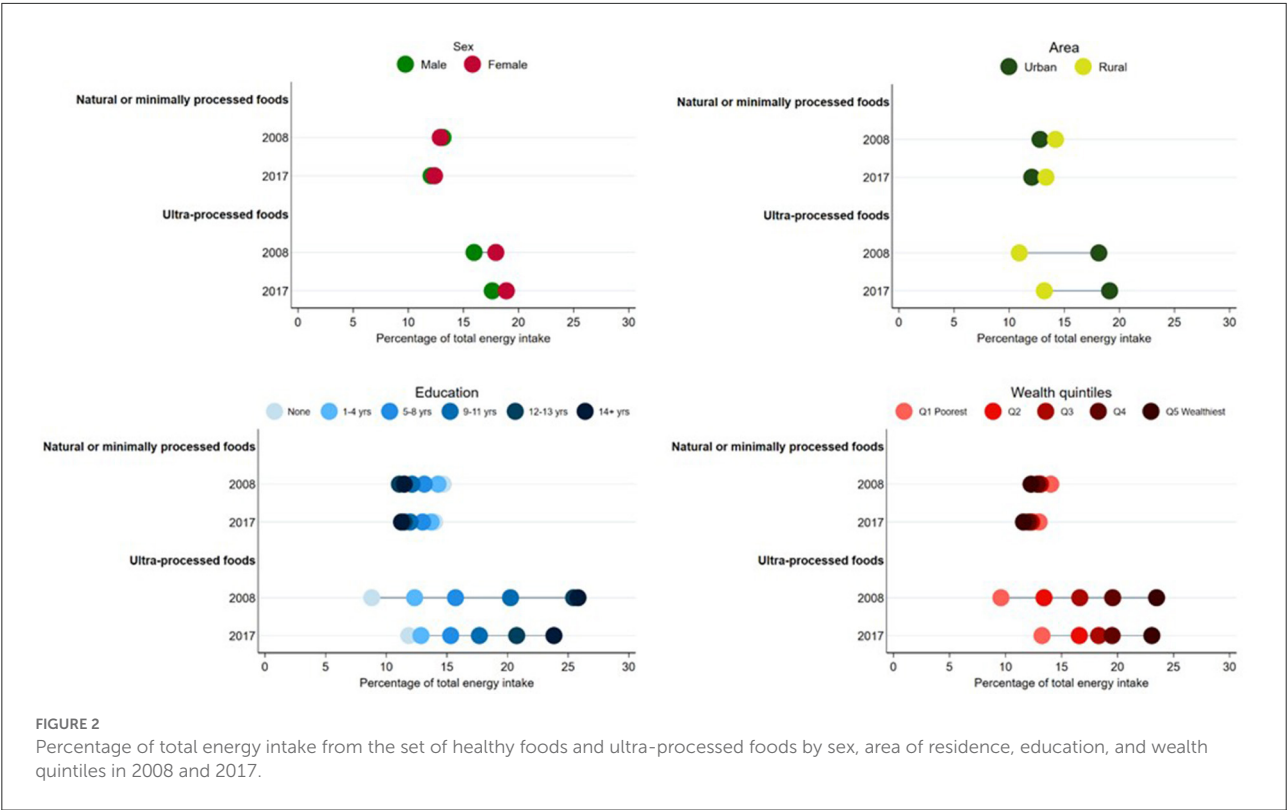 Sex
Male Female
Natural or minimally processed foods
2008
2017
Ultra-processed foods
2008
2017
0 5 10 15 20 25 30
Percentage of total energy intake
Area
Urban Rural
Natural or minimally processed foods
2008
2017
Ultra-processed foods
2008
2017
0 5 10 15 20 25 30
Percentage of total energy intake
Education
None 1-4 yrs 5-8 yrs 9-11 yrs 12-13 yrs 14+ yrs
Natural or minimally processed foods
2008
2017
Ultra-processed foods
2008
2017
0 5 10 15 20 25 30
Percentage of total energy intake
Wealth quintiles
Q1 Poorest Q2 Q3 Q4 Q5 Wealthiest
Natural or minimally processed foods
2008
2017
Ultra-processed foods
2008
2017
0 5 10 15 20 25 30
Percentage of total energy intake
FIGURE 2
Percentage of total energy intake from the set of healthy foods and ultra-processed foods by sex, area of residence, education, and wealth
quintiles in 2008 and 2017.